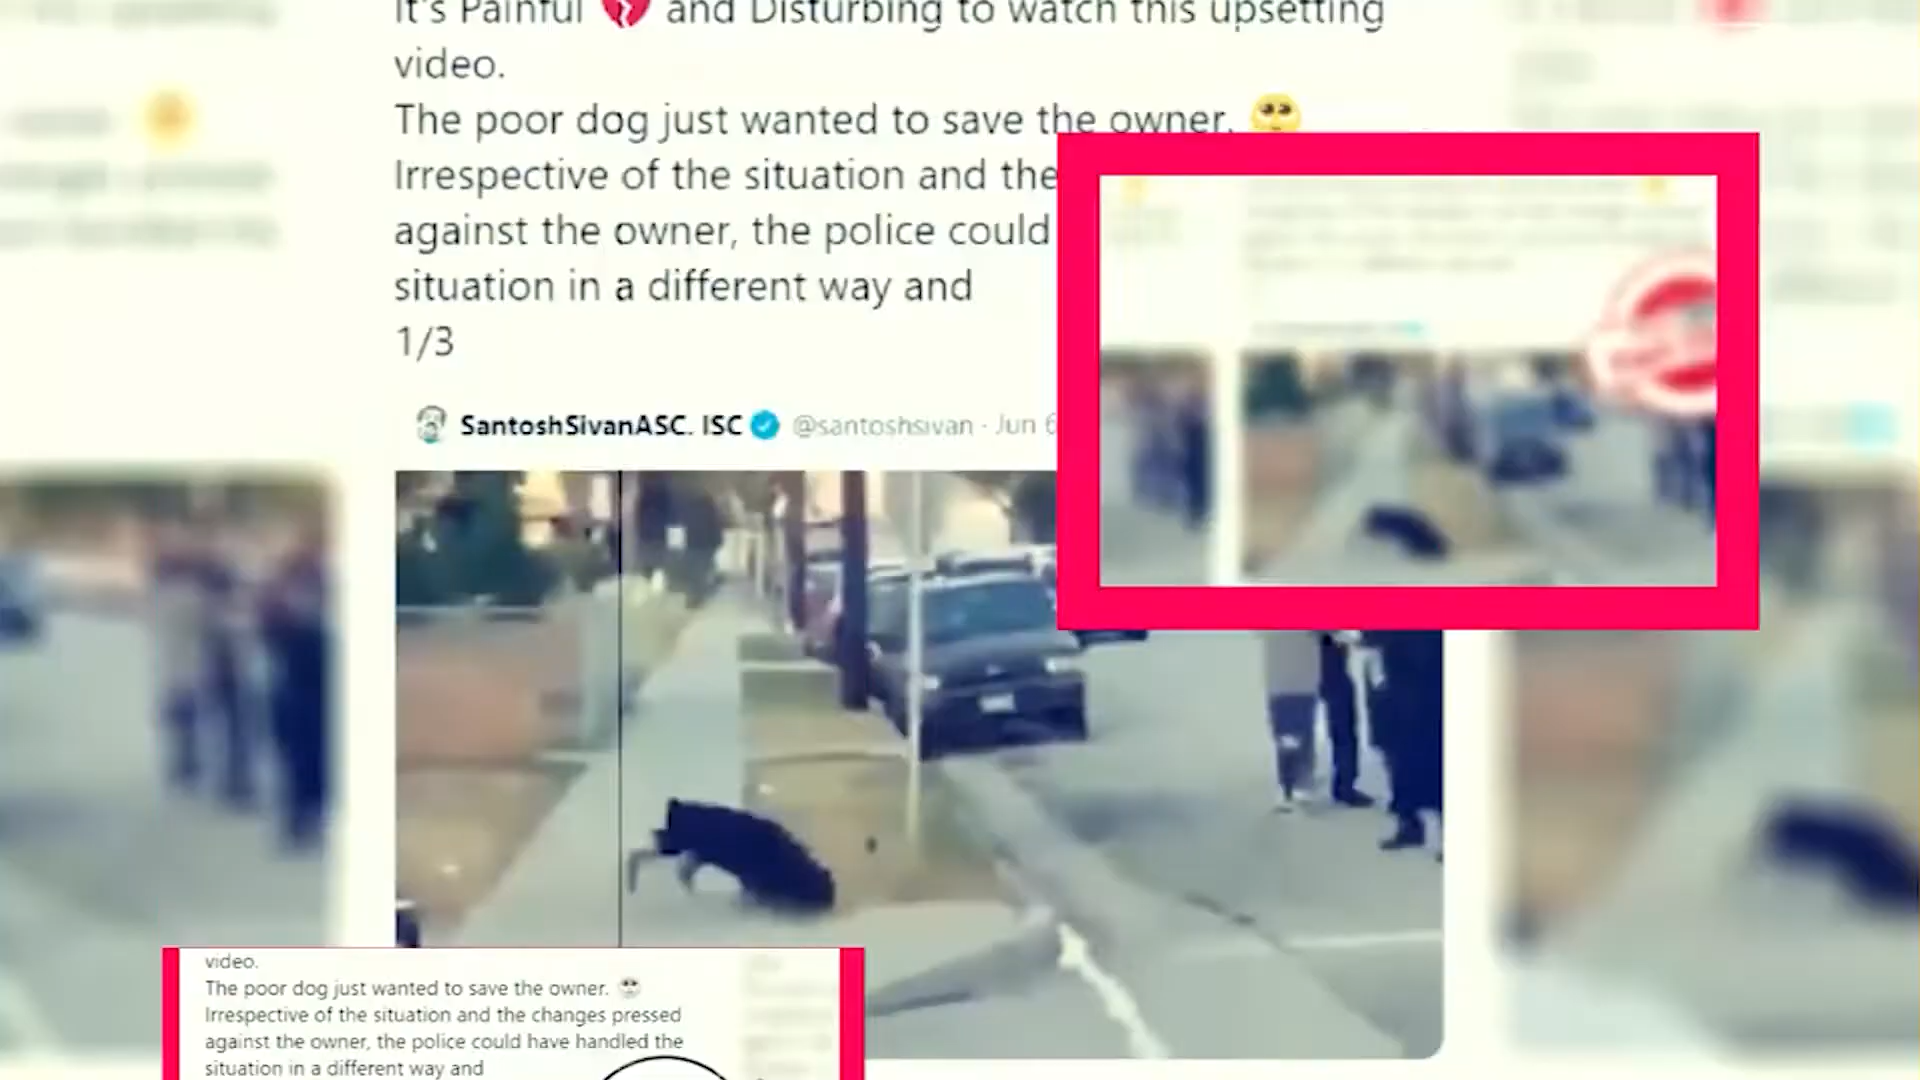 It's Painful 💔 and Disturbing to watch this upsetting
video.
The poor dog just wanted to save the owner. 🥺
Irrespective of the situation and the
against the owner, the police could
situation in a different way and
1/3
SantoshSivanASC. ISC @santoshsivan · Jun 6
video.
The poor dog just wanted to save the owner. 🥺
Irrespective of the situation and the changes pressed
against the owner, the police could have handled the
situation in a different way and